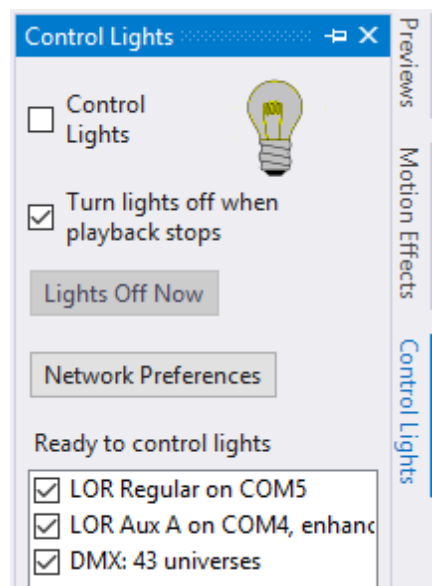 Control Lights
Control
Lights
Turn lights off when
playback stops
Lights Off Now
Network Preferences
Ready to control lights
LOR Regular on COM5
LOR Aux A on COM4, enhanc
DMX: 43 universes
Previews
Motion Effects
Control Lights